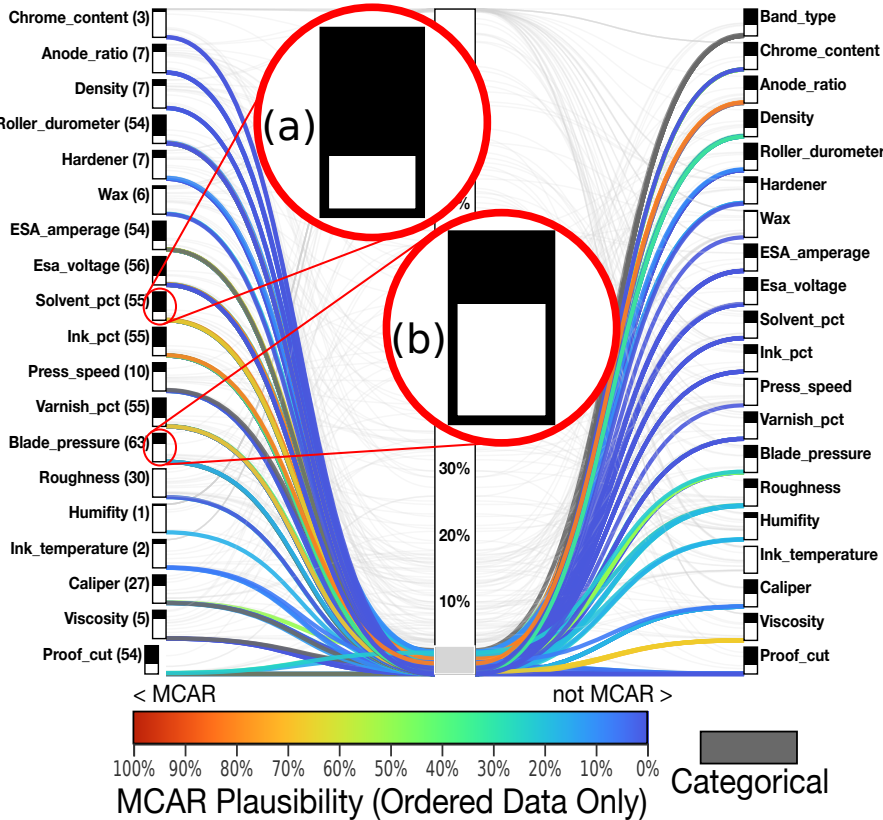 Chrome_content (3)
Anode_ratio (7)
Density (7)
Roller_durometer (54)
Hardener (7)
Wax (6)
ESA_amperage (54)
Esa_voltage (56)
Solvent_pct (55)
Ink_pct (55)
Press_speed (10)
Varnish_pct (55)
Blade_pressure (63)
Roughness (30)
Humifity (1)
Ink_temperature (2)
Caliper (27)
Viscosity (5)
Proof_cut (54)
(a)
(b)
%
30%
20%
10%
Band_type
Chrome_content
Anode_ratio
Density
Roller_durometer
Hardener
Wax
ESA_amperage
Esa_voltage
Solvent_pct
Ink_pct
Press_speed
Varnish_pct
Blade_pressure
Roughness
Humifity
Ink_temperature
Caliper
Viscosity
Proof_cut
< MCAR not MCAR >
100% 90% 80% 70% 60% 50% 40% 30% 20% 10% 0%
MCAR Plausibility (Ordered Data Only)
Categorical